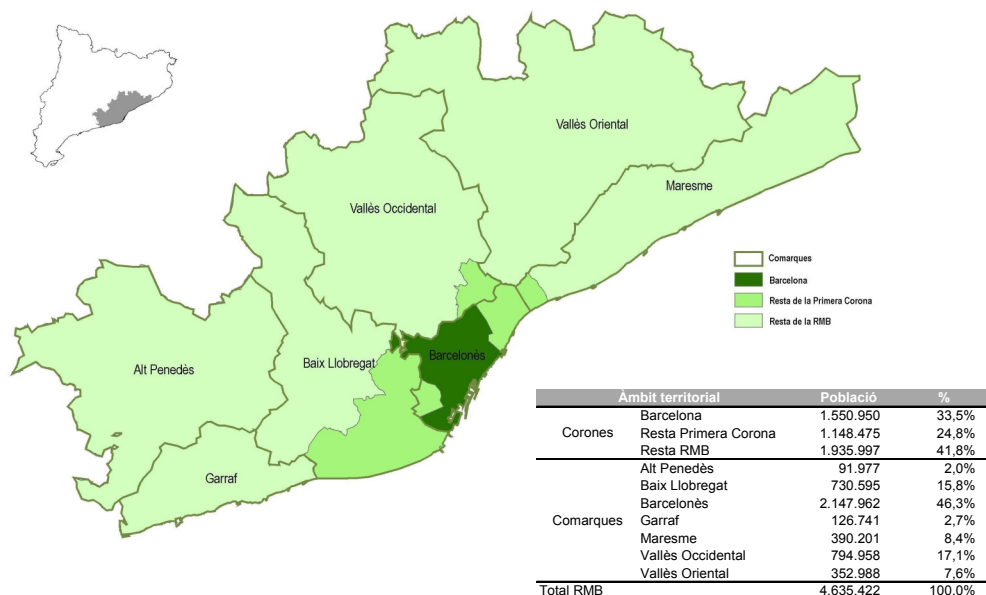 Vallès Oriental
Maresme
Vallès Occidental
Comarques
Barcelona
Resta de la Primera Corona
Resta de la RMB
Barcelonès
Baix Llobregat
Alt Penedès
Garraf
Àmbit territorial Població %
Corones
Barcelona 1.550.950 33,5%
Resta Primera Corona 1.148.475 24,8%
Resta RMB 1.935.997 41,8%
Comarques
Alt Penedès 91.977 2,0%
Baix Llobregat 730.595 15,8%
Barcelonès 2.147.962 46,3%
Garraf 126.741 2,7%
Maresme 390.201 8,4%
Vallès Occidental 794.958 17,1%
Vallès Oriental 352.988 7,6%
Total RMB 4.635.422 100,0%